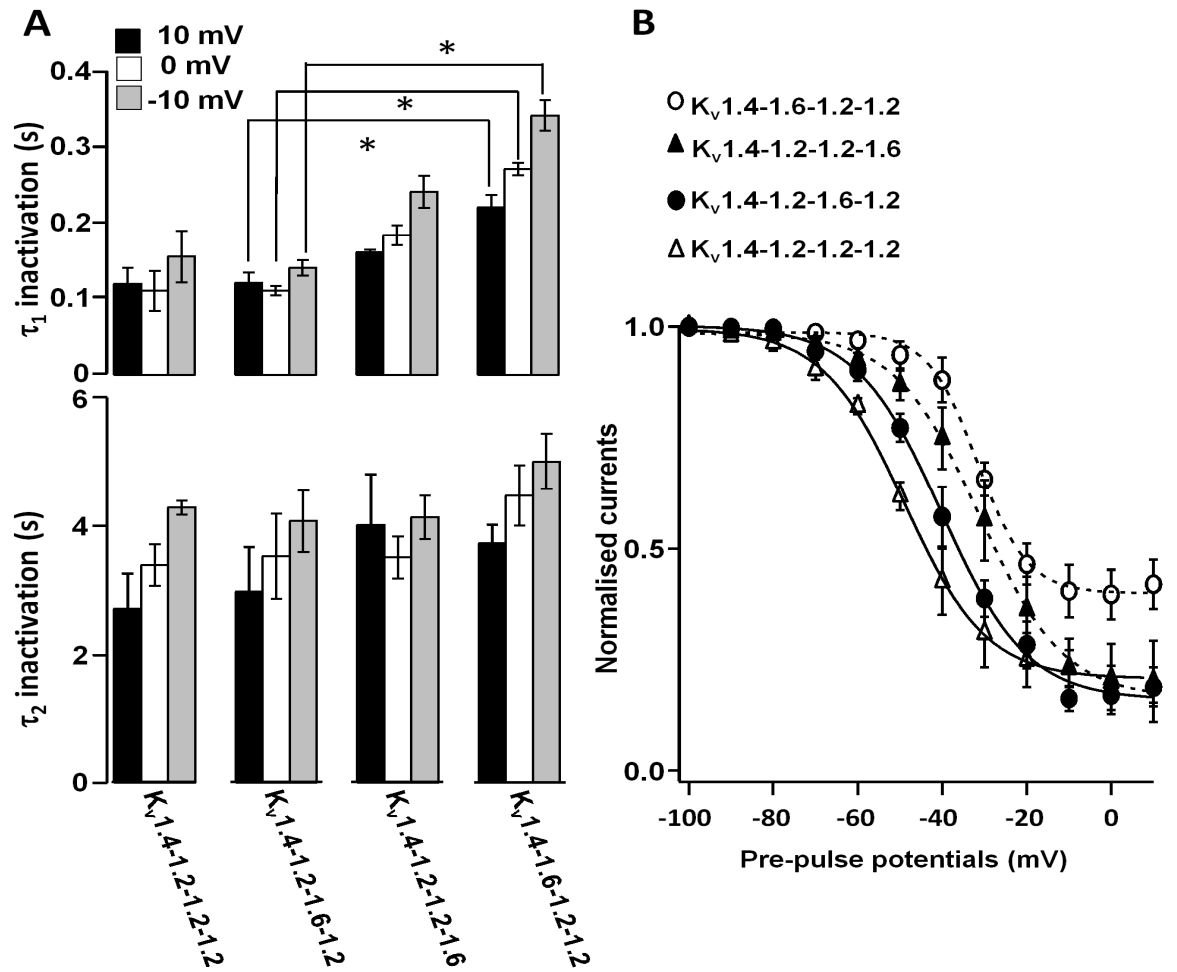 A
10 mV
0 mV
-10 mV
*
*
*
τ1 inactivation (s)
0.4
0.3
0.2
0.1
0
τ2 inactivation (s)
6
4
2
0
Kv1.4-1.2-1.2-1.2
Kv1.4-1.2-1.6-1.2
Kv1.4-1.2-1.2-1.6
Kv1.4-1.6-1.2-1.2
B
Kv1.4-1.6-1.2-1.2
Kv1.4-1.2-1.2-1.6
Kv1.4-1.2-1.6-1.2
Kv1.4-1.2-1.2-1.2
Normalised currents
1.0
0.5
0.0
-100
-80
-60
-40
-20
0
Pre-pulse potentials (mV)